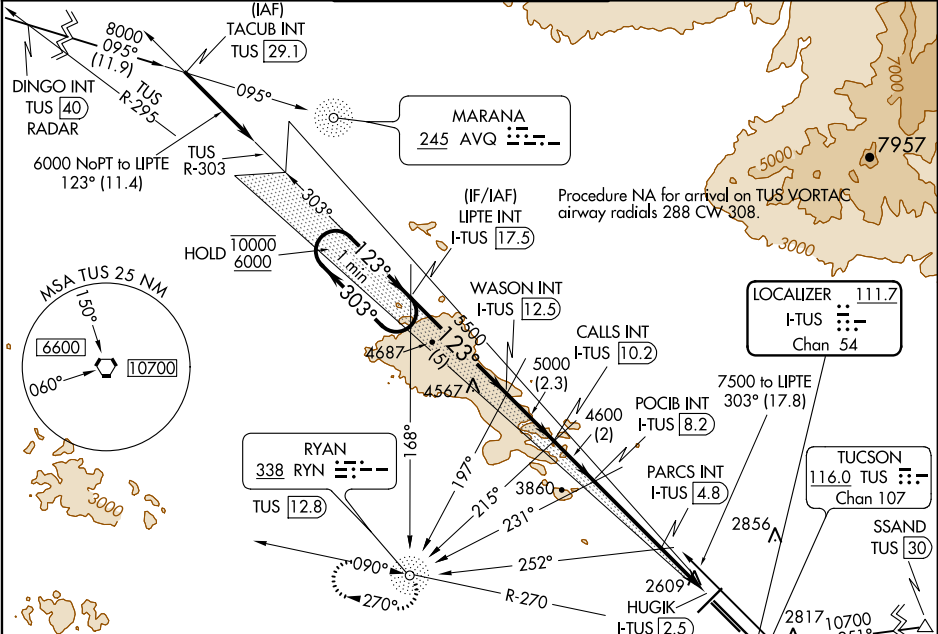 (IAF)
TACUB INT
TUS 29.1
8000
095°
(11.9)
DINGO INT
TUS 40
RADAR
TUS
R-295
095°
MARANA
245 AVQ
6000 NoPT to LIPTE
123° (11.4)
TUS
R-303
303°
7000
5000
7957
3000
Procedure NA for arrival on TUS VORTAC
airway radials 288 CW 308.
(IF/IAF)
LIPTE INT
I-TUS 17.5
HOLD 10000
6000
123°
1 min
303°
MSA TUS 25 NM
150°
6600
060°
10700
WASON INT
I-TUS 12.5
5500
123°
(5)
4687
4567
CALLS INT
I-TUS 10.2
5000
(2.3)
LOCALIZER 111.7
I-TUS
Chan 54
7500 to LIPTE
303° (17.8)
4600
(2)
POCIB INT
I-TUS 8.2
RYAN
338 RYN
TUS 12.8
168°
197°
215°
231°
3860
PARCS INT
I-TUS 4.8
TUCSON
116.0 TUS
Chan 107
3000
2856
SSAND
TUS 30
090°
270°
252°
R-270
2609
HUGIK
I-TUS 2.5
2817
10700